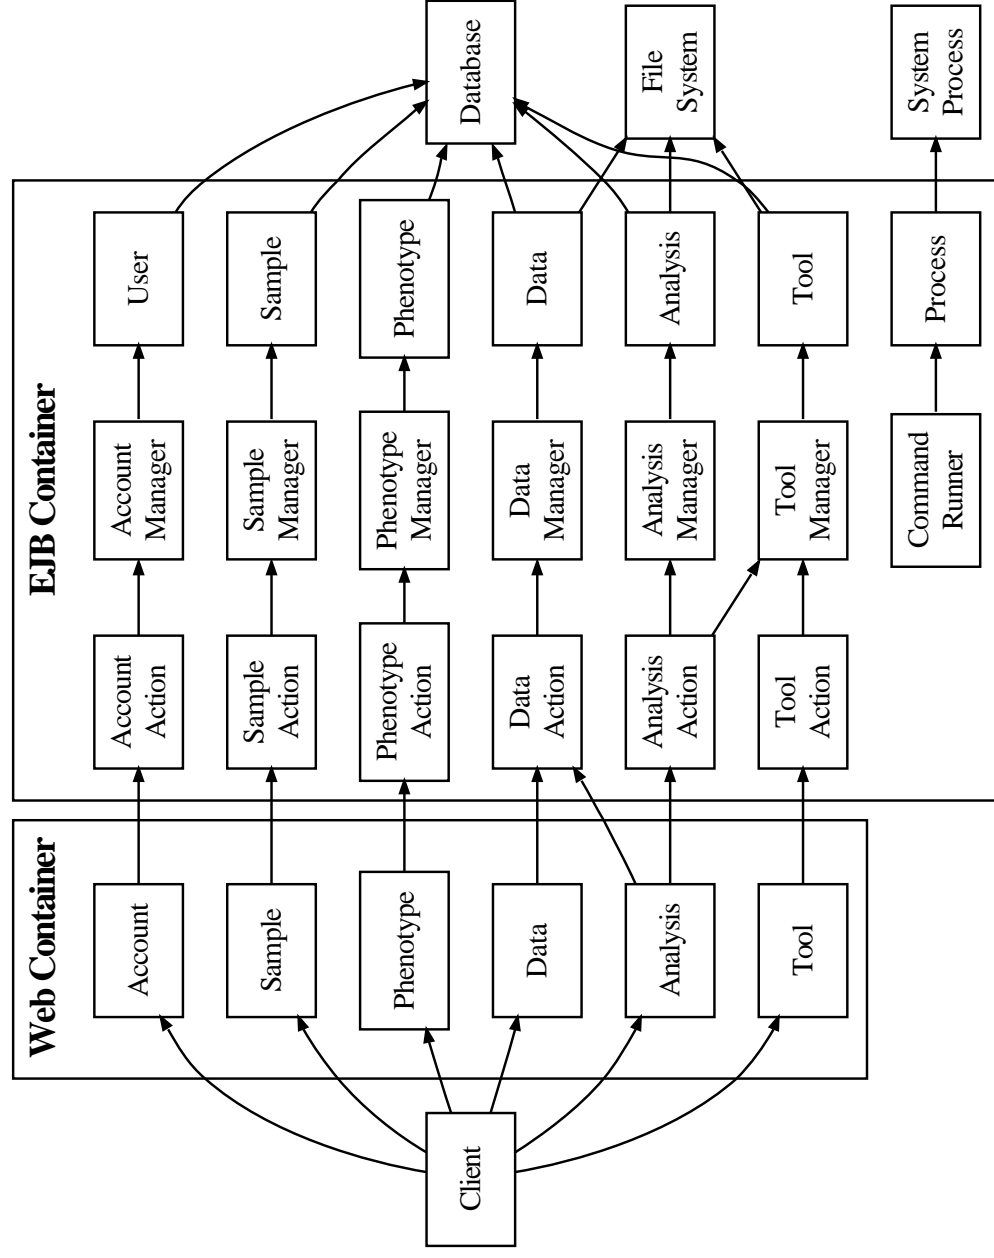 Web Container
EJB Container
Client
Account
Sample
Phenotype
Data
Analysis
Tool
Account
Action
Sample
Action
Phenotype
Action
Data
Action
Analysis
Action
Tool
Action
Account
Manager
Sample
Manager
Phenotype
Manager
Data
Manager
Analysis
Manager
Tool
Manager
Command
Runner
User
Sample
Phenotype
Data
Analysis
Tool
Process
Database
File
System
System
Process